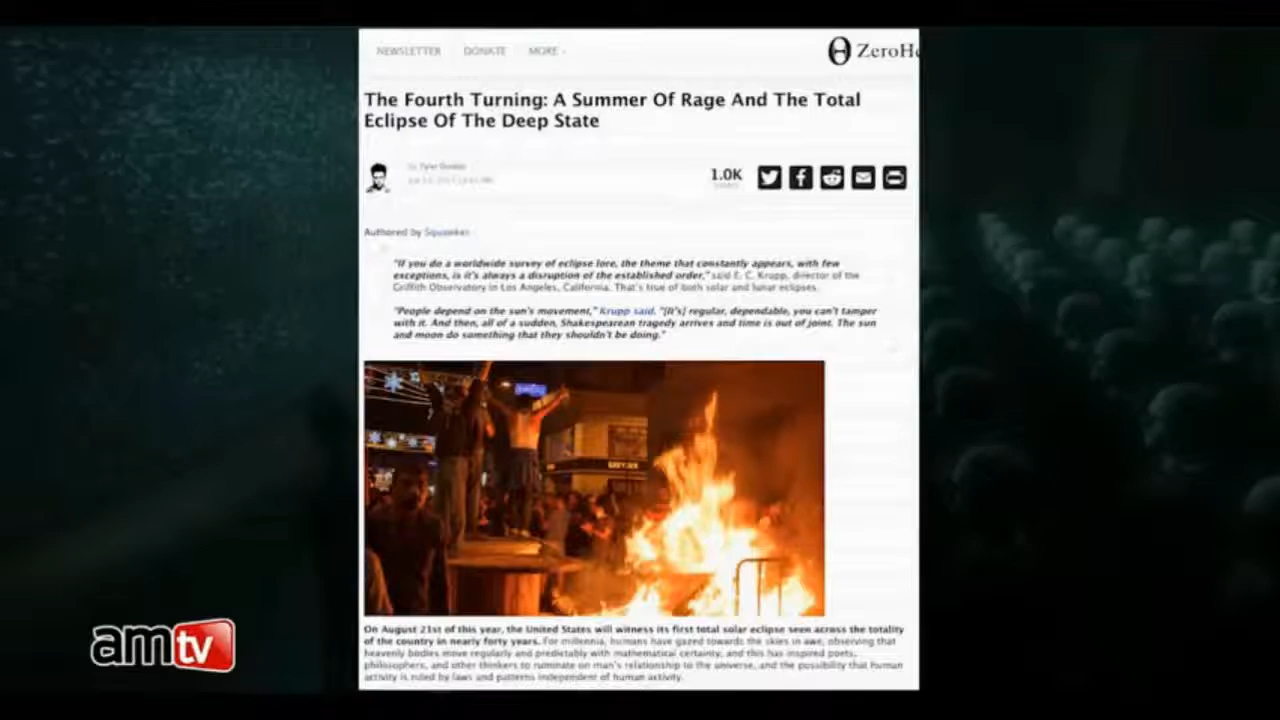 NEWSLETTER DONATE MORE
ZeroHe
The Fourth Turning: A Summer Of Rage And The Total
Eclipse Of The Deep State
by Tyler Durden
1.0K
SHARES
Authored by Squawker
"If you do a worldwide survey of eclipse lore, the theme that constantly appears, with few
exceptions, is it's always a disruption of the established order," said E. C. Krupp, director of the
Griffith Observatory in Los Angeles, California. That's true of both solar and lunar eclipses.
"People depend on the sun's movement," Krupp said. "[It's] regular, dependable, you can't tamper
with it. And then, all of a sudden, Shakespearean tragedy arrives and time is out of joint. The sun
and moon do something that they shouldn't be doing."
On August 21st of this year, the United States will witness its first total solar eclipse seen across the totality
of the country in nearly forty years. For millennia, humans have gazed towards the skies in awe, observing that
heavenly bodies move regularly and predictably with mathematical certainty, and this has inspired poets,
philosophers, and other thinkers to ruminate on man's relationship to the universe, and the possibility that human
activity is ruled by laws and patterns independent of human activity.
amtv